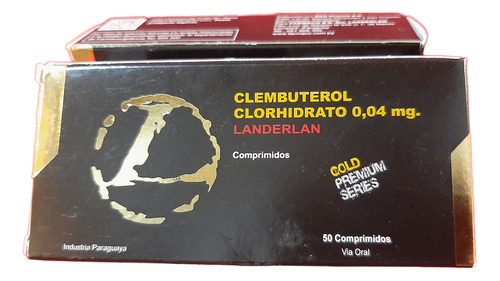 CLEMBUTEROL
CLORHIDRATO 0,04 mg.
LANDERLAN
Comprimidos
GOLD
PREMIUM
SERIES
50 Comprimidos
Via Oral
Industria Paraguaya